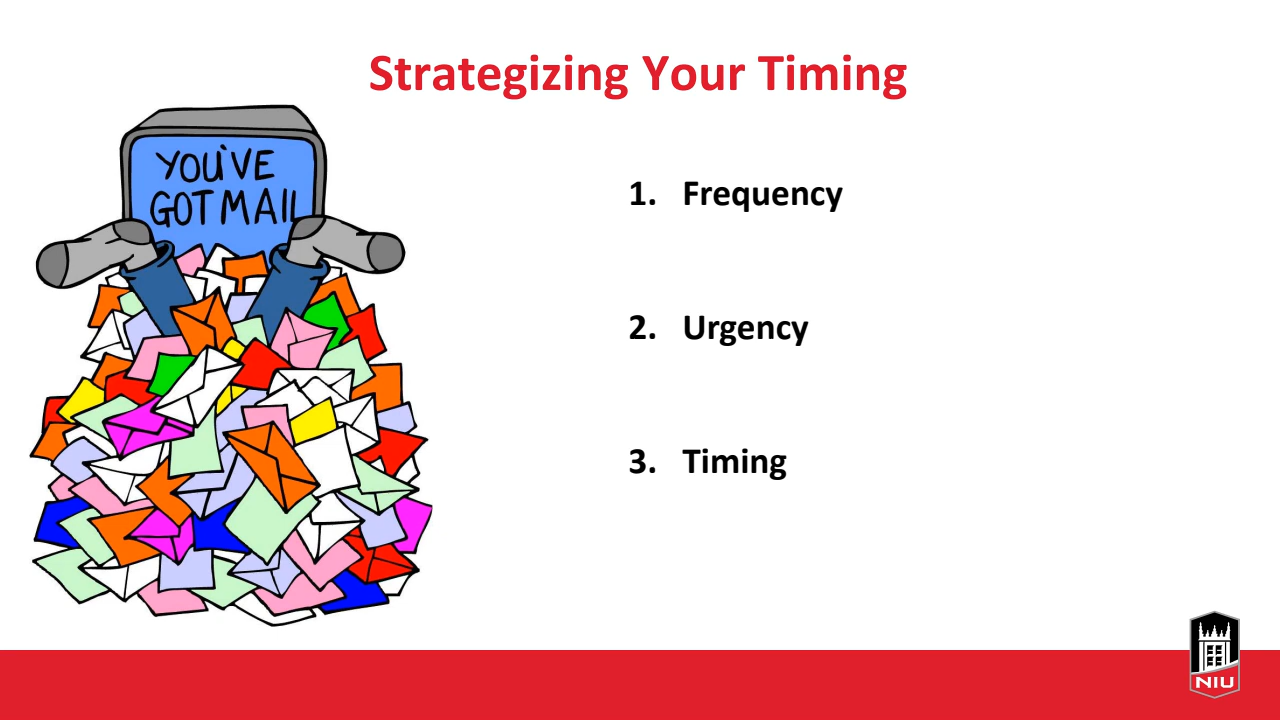 Strategizing Your Timing
YOU'VE
GOT MAIL
1. Frequency
2. Urgency
3. Timing
NIU